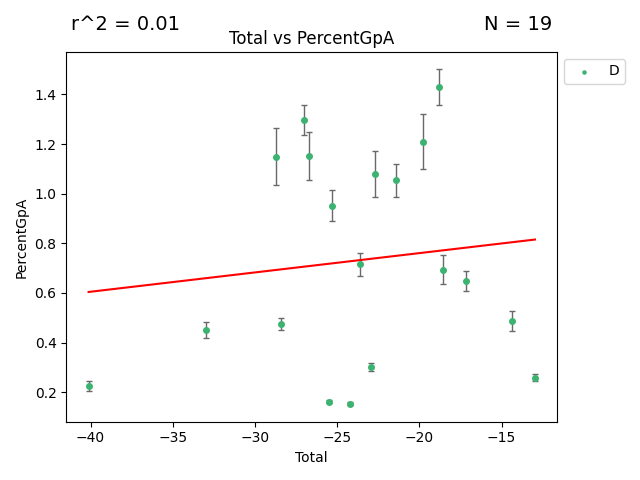 r^2 = 0.01
N = 19
Total vs PercentGpA
D
PercentGpA
1.4
1.2
1.0
0.8
0.6
0.4
0.2
−40
−35
−30
−25
−20
−15
Total